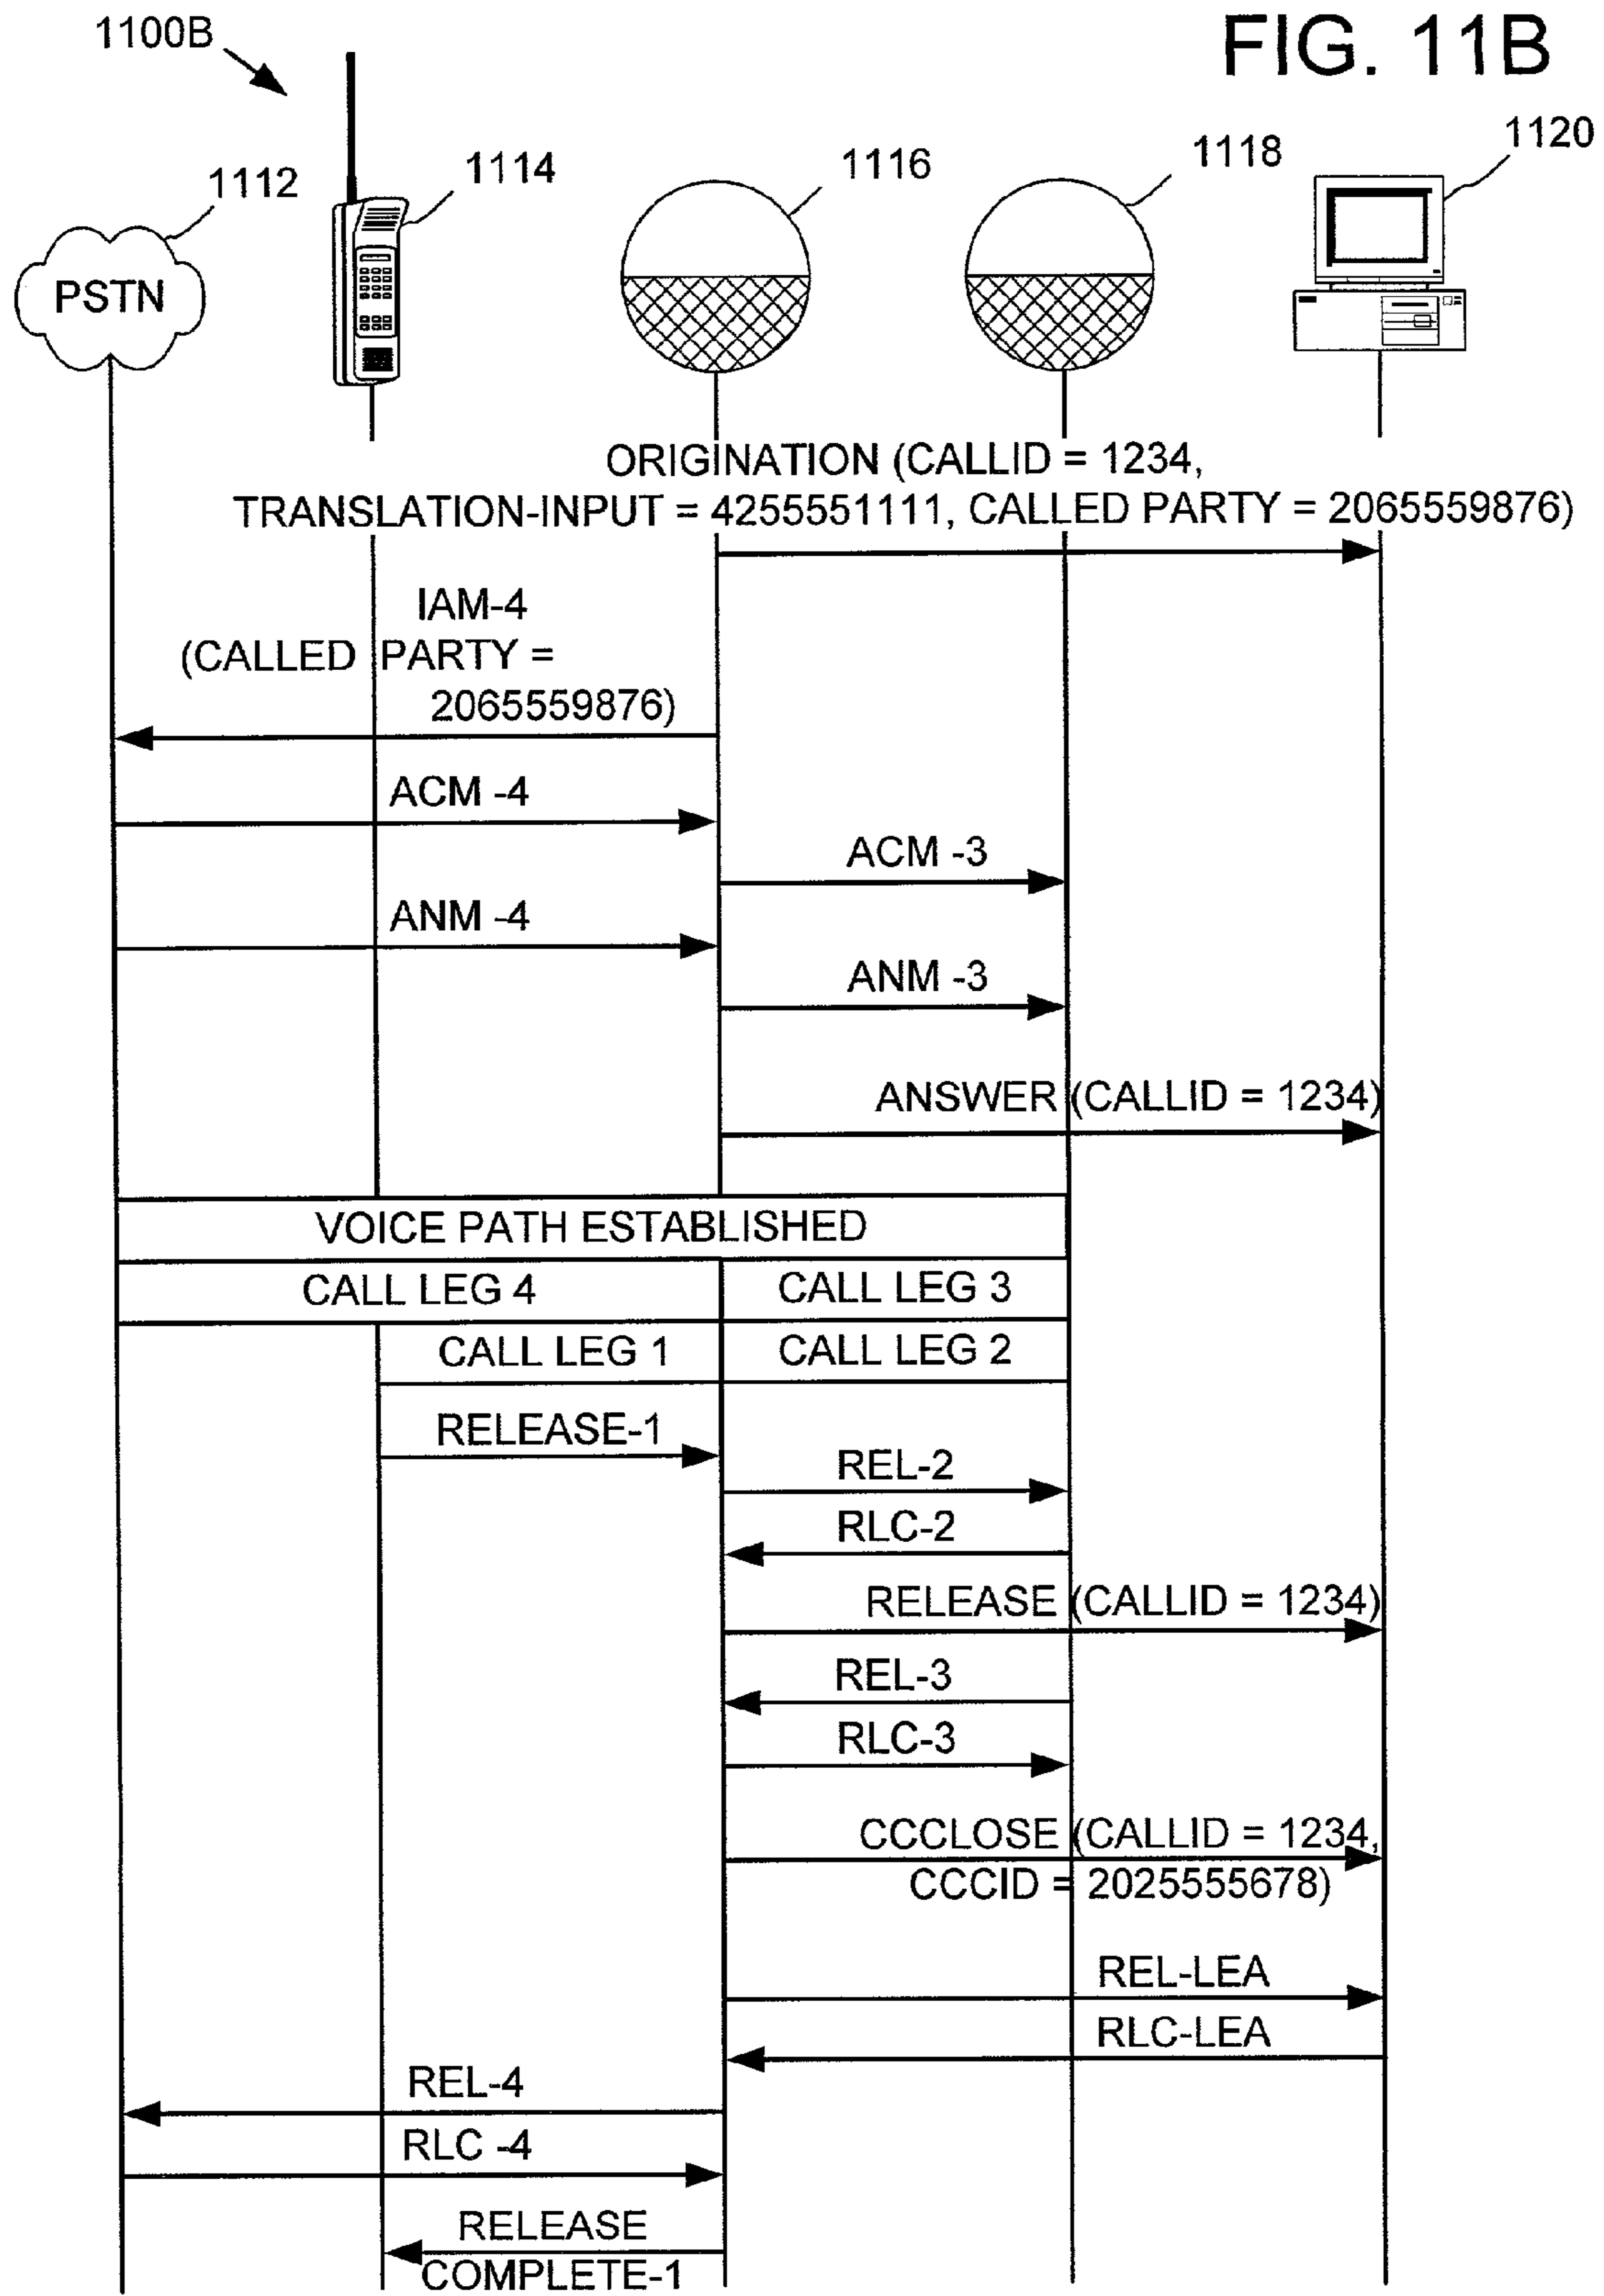 FIG. 11B
1100B
1112
1114
1116
1118
1120
PSTN
ORIGINATION (CALLID = 1234,
TRANSLATION-INPUT = 4255551111, CALLED PARTY = 2065559876)
IAM-4
(CALLED PARTY =
2065559876)
ACM -4
ACM -3
ANM -4
ANM -3
ANSWER (CALLID = 1234)
VOICE PATH ESTABLISHED
CALL LEG 4
CALL LEG 3
CALL LEG 1
CALL LEG 2
RELEASE-1
REL-2
RLC-2
RELEASE (CALLID = 1234)
REL-3
RLC-3
CCCLOSE (CALLID = 1234,
CCCID = 2025555678)
REL-LEA
RLC-LEA
REL-4
RLC -4
RELEASE
COMPLETE-1